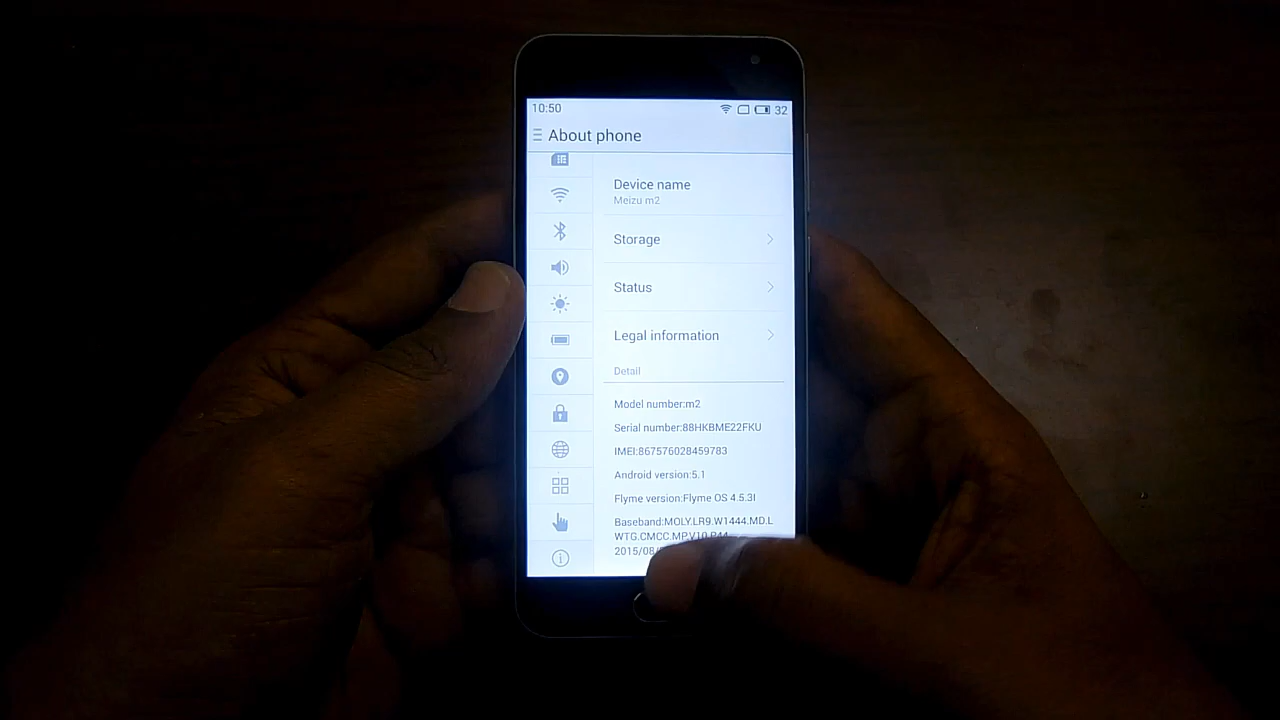 10:50
32
About phone
Device name
Meizu m2
Storage
Status
Legal information
Detail
Model number:m2
Serial number:88HKBME22FKU
IMEI:867576028459783
Android version:5.1
Flyme version:Flyme OS 4.5.3I
Baseband:MOLY.LR9.W1444.MD.L
WTG.CMCC.MP.V10.P44
2015/08/